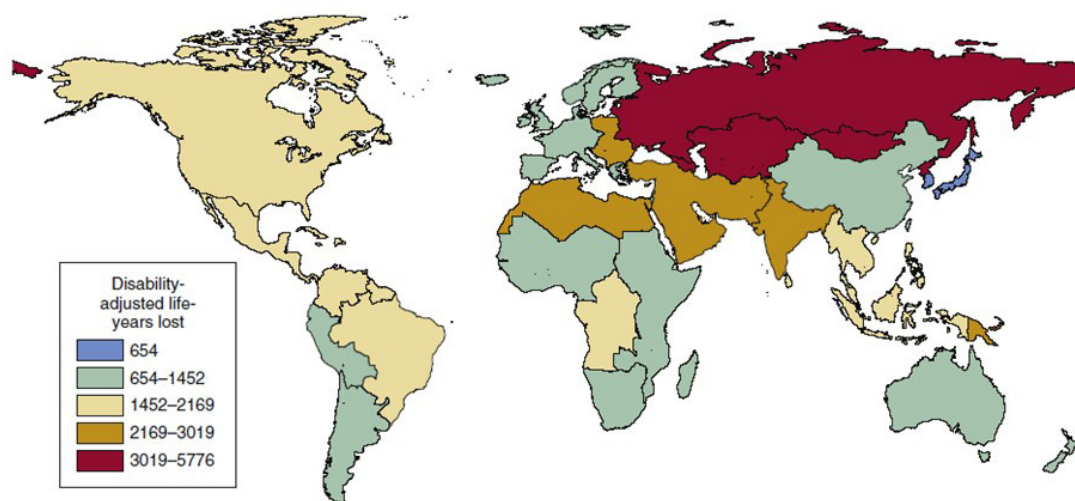 Disability-
adjusted life-
years lost
654
654–1452
1452–2169
2169–3019
3019–5776